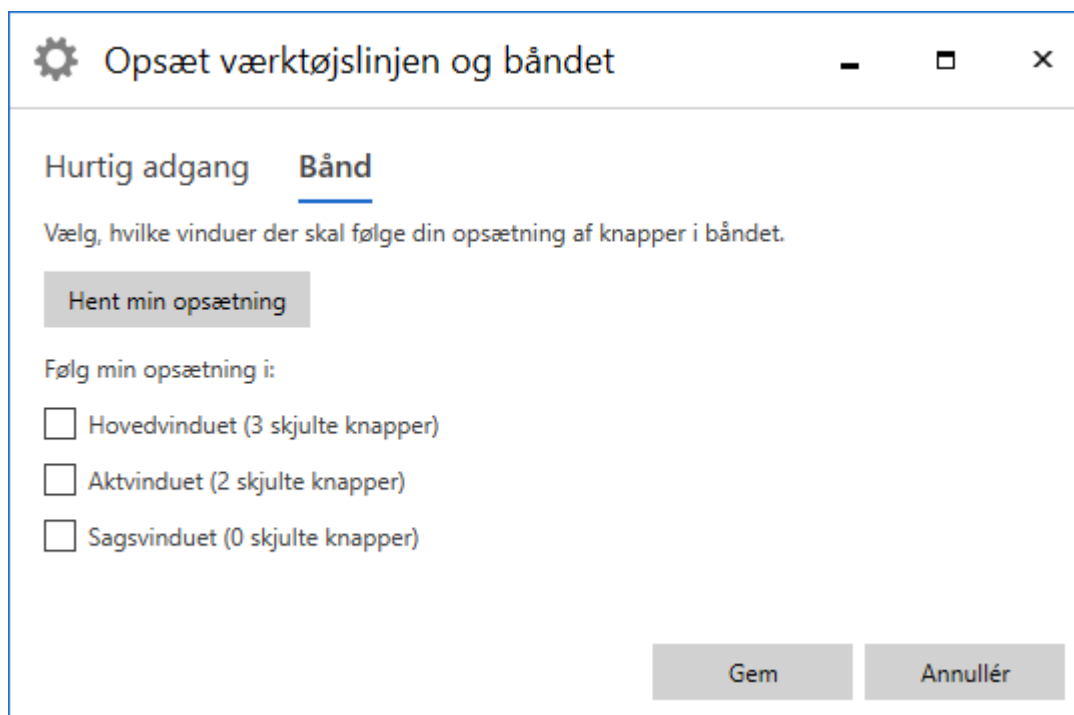 Opsæt værktøjslinjen og båndet
Hurtig adgang Bånd
Vælg, hvilke vinduer der skal følge din opsætning af knapper i båndet.
Hent min opsætning
Følg min opsætning i:
Hovedvinduet (3 skjulte knapper)
Aktvinduet (2 skjulte knapper)
Sagsvinduet (0 skjulte knapper)
Gem Annullér